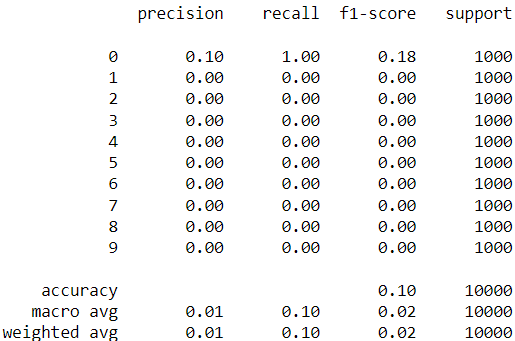 precision recall f1-score support
0 0.10 1.00 0.18 1000
1 0.00 0.00 0.00 1000
2 0.00 0.00 0.00 1000
3 0.00 0.00 0.00 1000
4 0.00 0.00 0.00 1000
5 0.00 0.00 0.00 1000
6 0.00 0.00 0.00 1000
7 0.00 0.00 0.00 1000
8 0.00 0.00 0.00 1000
9 0.00 0.00 0.00 1000
accuracy 0.10 10000
macro avg 0.01 0.10 0.02 10000
weighted avg 0.01 0.10 0.02 10000